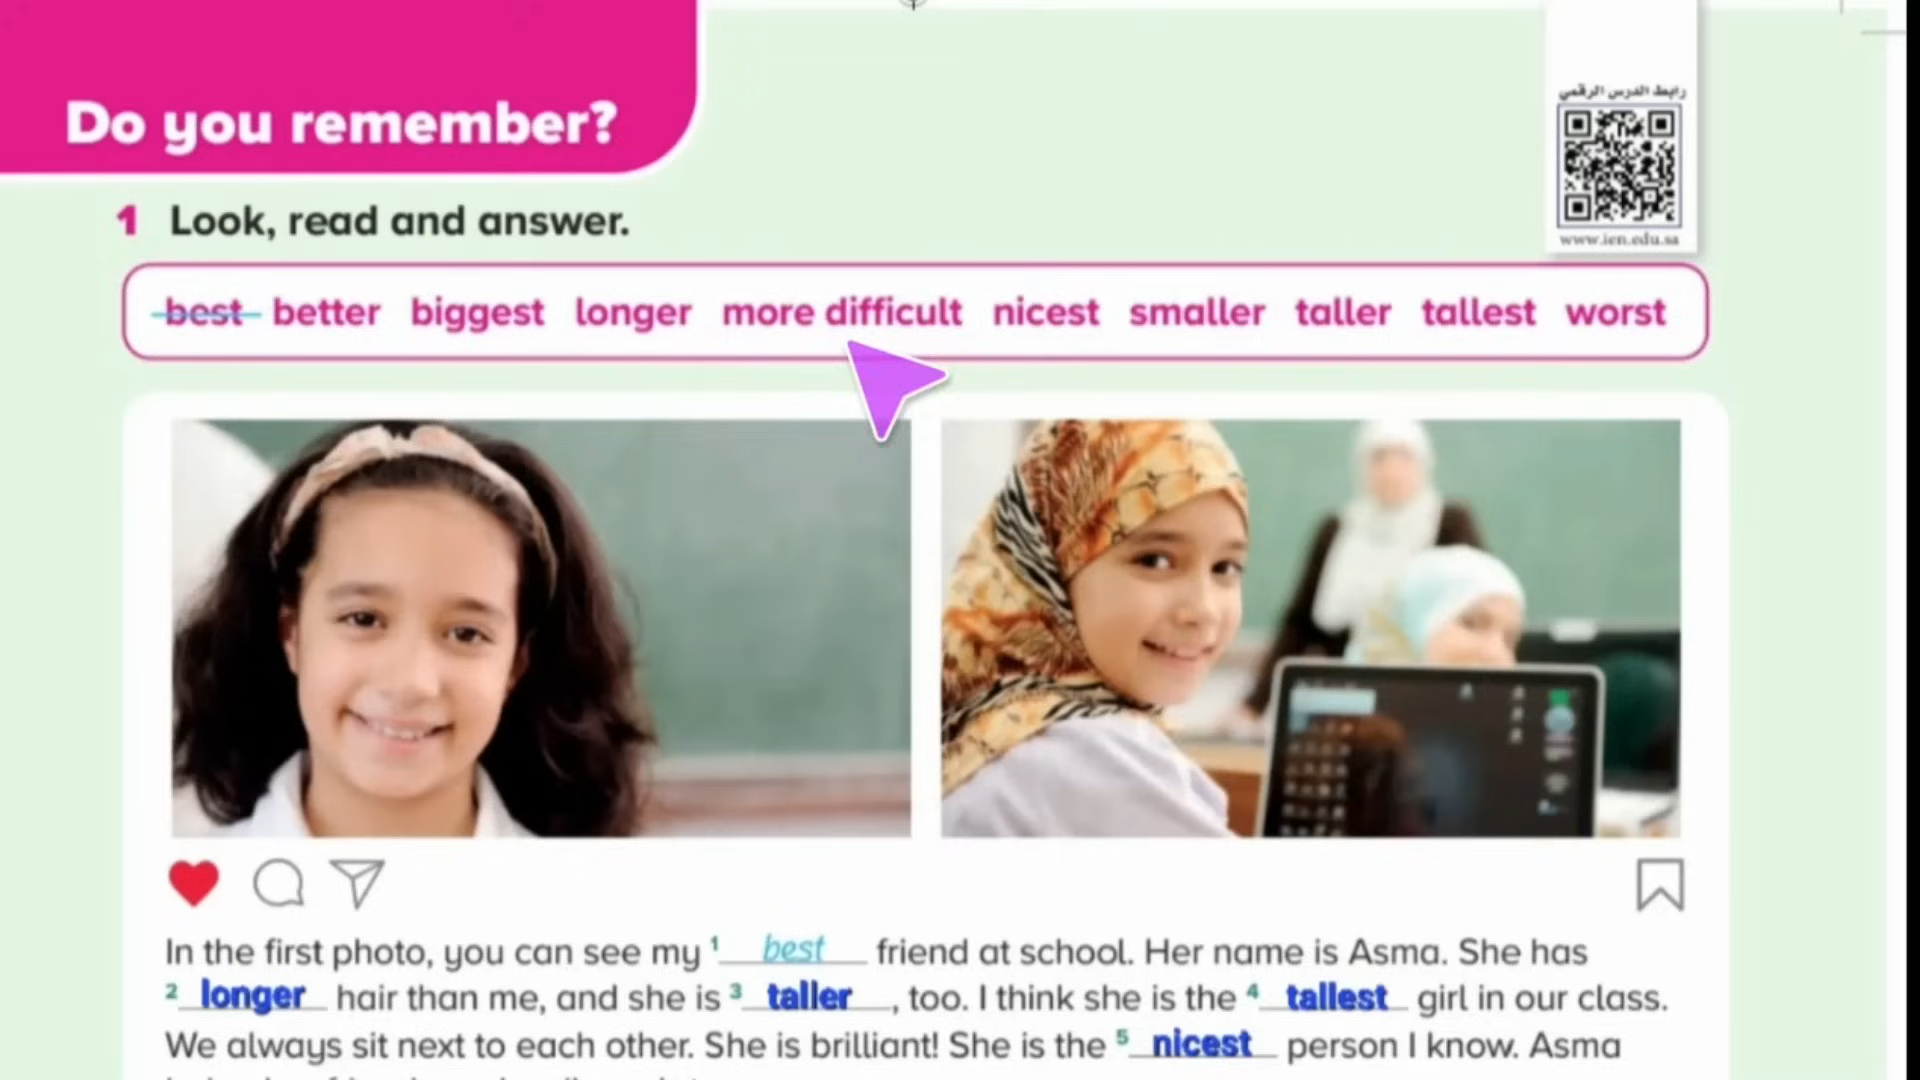 Do you remember?
رابط الدرس الرقمي
www.ien.edu.sa
1 Look, read and answer.
best better biggest longer more difficult nicest smaller taller tallest worst
In the first photo, you can see my 1 best friend at school. Her name is Asma. She has
2 longer hair than me, and she is 3 taller, too. I think she is the 4 tallest girl in our class.
We always sit next to each other. She is brilliant! She is the 5 nicest person I know. Asma